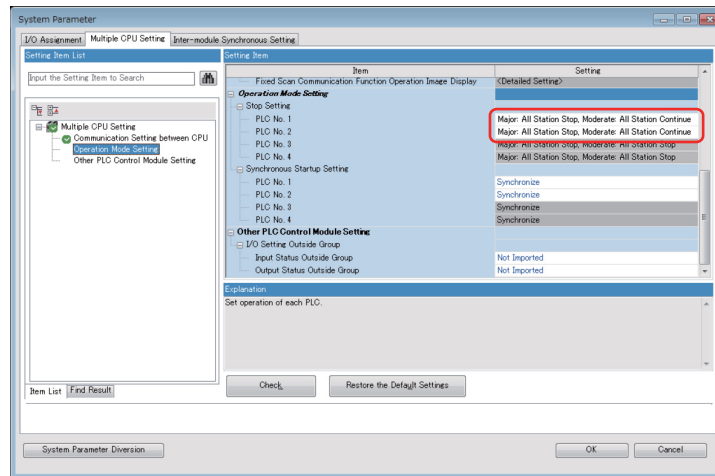 System Parameter
I/O Assignment Multiple CPU Setting Inter-module Synchronous Setting
Setting Item List
Input the Setting Item to Search
Multiple CPU Setting
Communication Setting between CPU
Operation Mode Setting
Other PLC Control Module Setting
Item List Find Result
Setting Item
Item Setting
Fixed Scan Communication Function Operation Image Display <Detailed Setting>
Operation Mode Setting
Stop Setting
PLC No. 1 Major: All Station Stop, Moderate: All Station Continue
PLC No. 2 Major: All Station Stop, Moderate: All Station Continue
PLC No. 3 Major: All Station Stop, Moderate: All Station Stop
PLC No. 4 Major: All Station Stop, Moderate: All Station Stop
Synchronous Startup Setting
PLC No. 1 Synchronize
PLC No. 2 Synchronize
PLC No. 3 Synchronize
PLC No. 4 Synchronize
Other PLC Control Module Setting
I/O Setting Outside Group
Input Status Outside Group Not Imported
Output Status Outside Group Not Imported
Explanation
Set operation of each PLC.
Check Restore the Default Settings
System Parameter Diversion OK Cancel